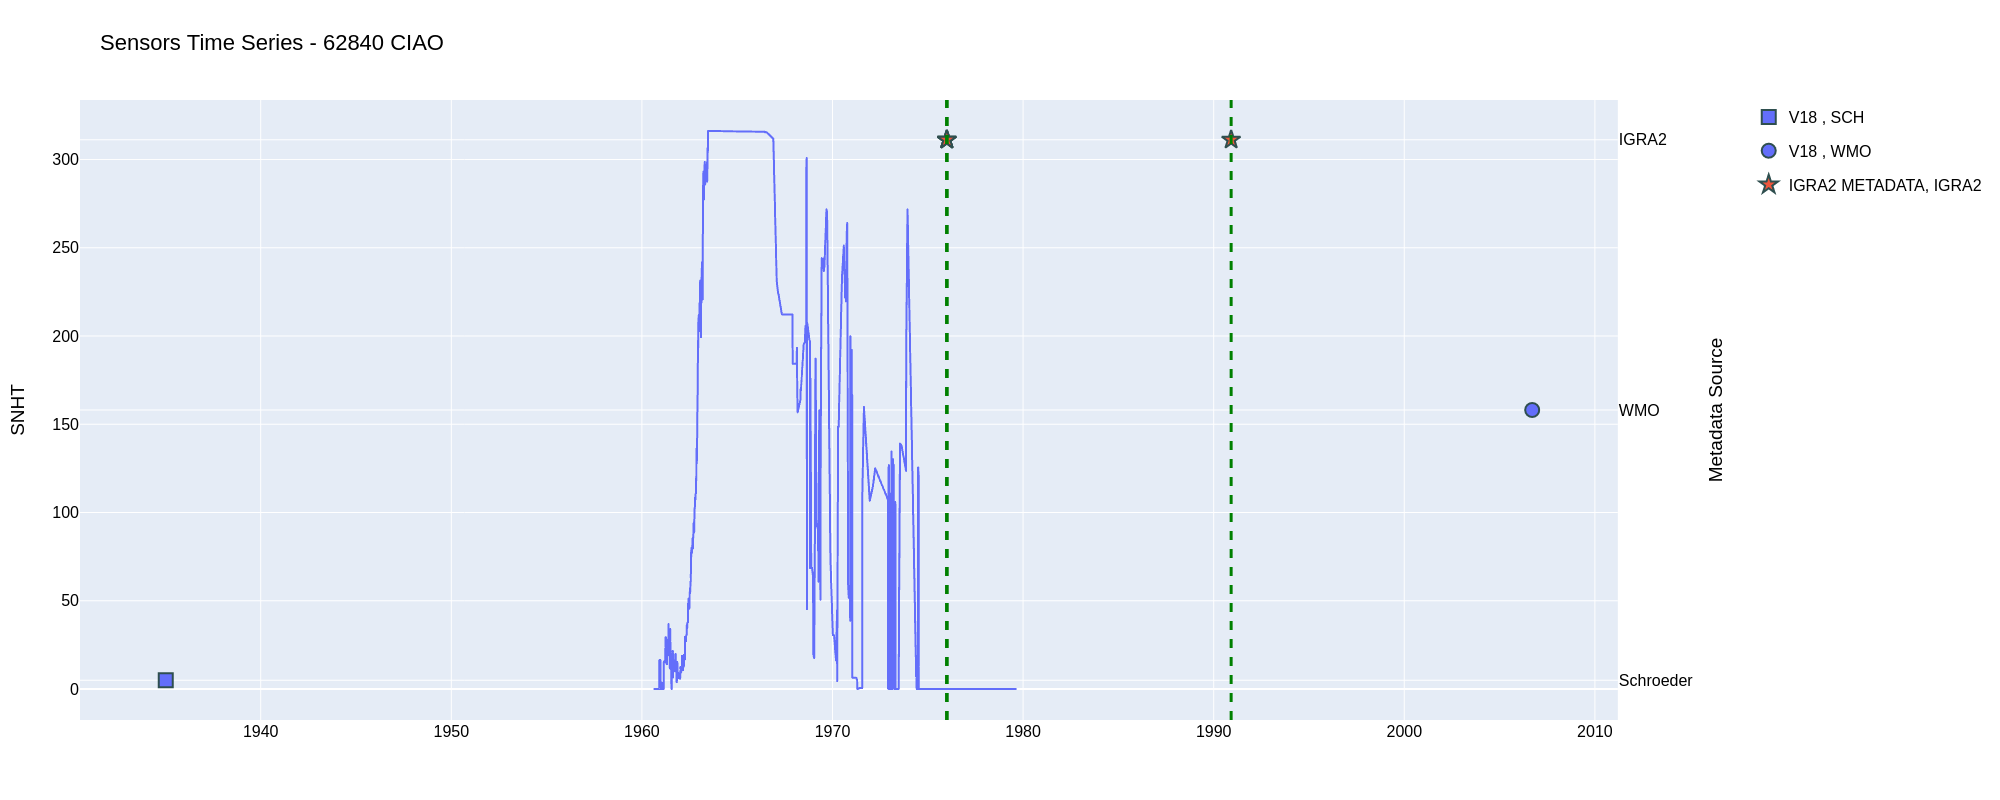 Sensors Time Series - 62840 CIAO
V18 , SCH
V18 , WMO
IGRA2 METADATA, IGRA2
SNHT
300
250
200
150
100
50
0
IGRA2
WMO
Schroeder
Metadata Source
1940
1950
1960
1970
1980
1990
2000
2010